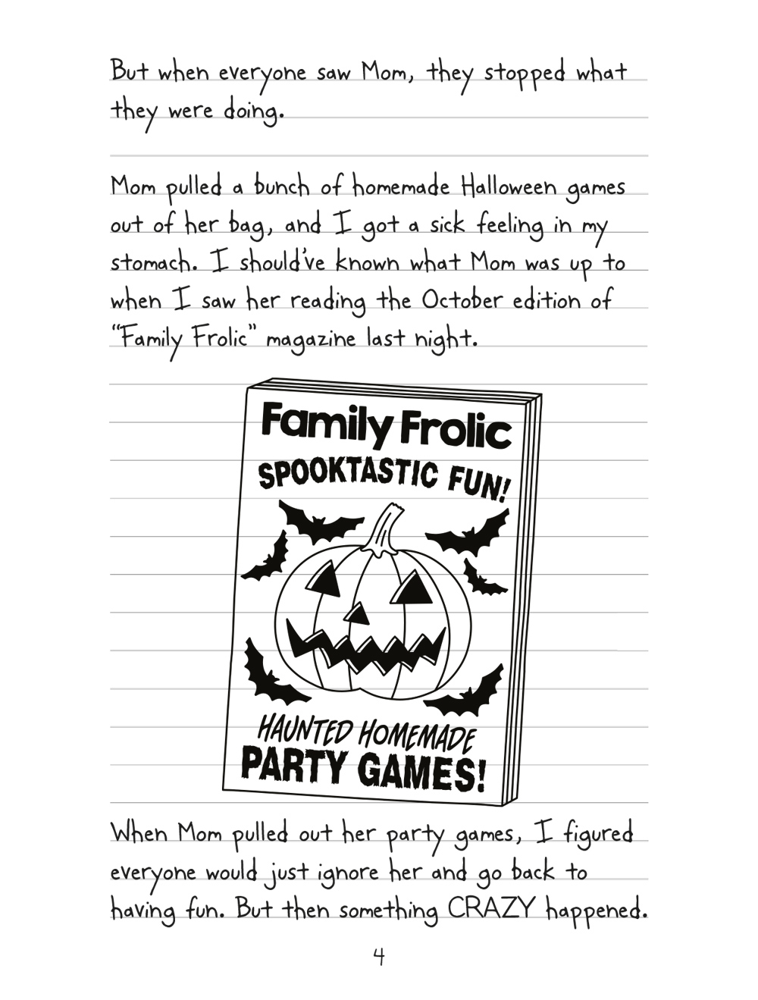 But when everyone saw Mom, they stopped what
they were doing.
Mom pulled a bunch of homemade Halloween games
out of her bag, and I got a sick feeling in my
stomach. I should've known what Mom was up to
when I saw her reading the October edition of
“Family Frolic” magazine last night.
Family Frolic
SPOOKTASTIC FUN!
HAUNTED HOMEMADE
PARTY GAMES!
When Mom pulled out her party games, I figured
everyone would just ignore her and go back to
having fun. But then something CRAZY happened.
4